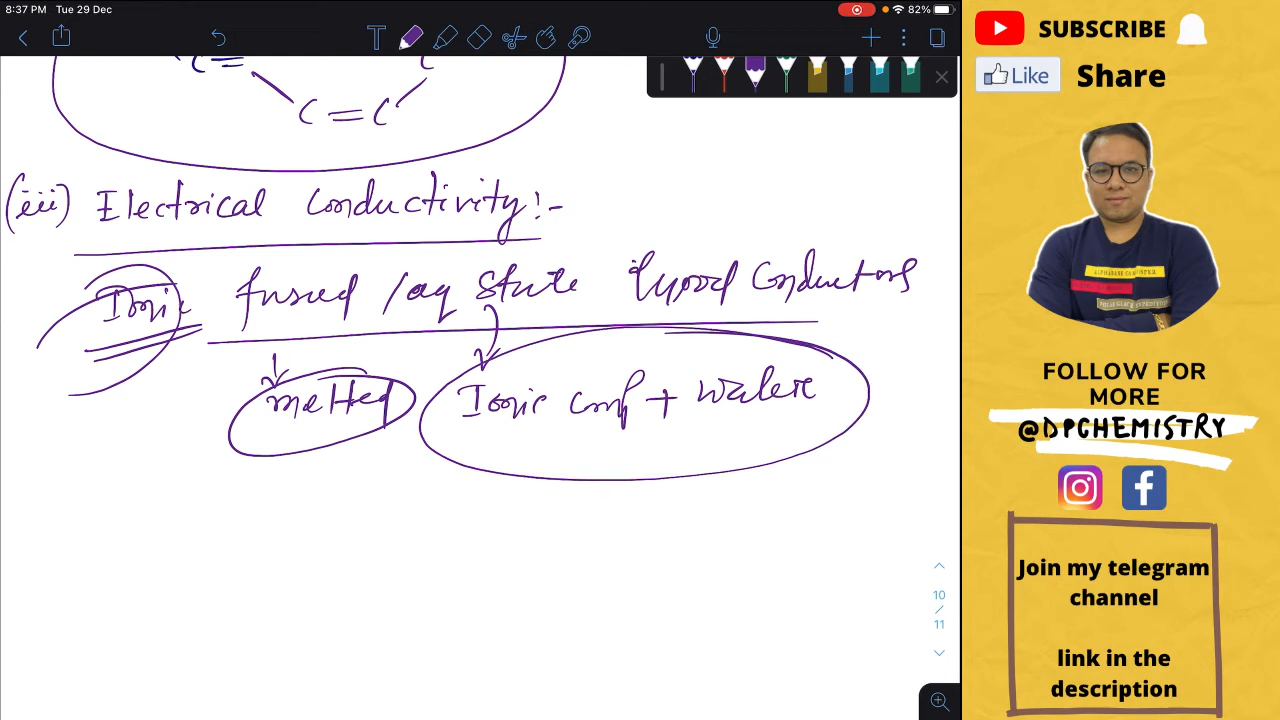 8:37 PM Tue 29 Dec
82%
C=
C
C=C
(iii) Electrical Conductivity:-
Ionic fused /aq State Good Conductors
melted
Ionic comp + water
10
/
11
SUBSCRIBE
Like Share
FOLLOW FOR
MORE
@DPCHEMISTRY
Join my telegram
channel
link in the
description